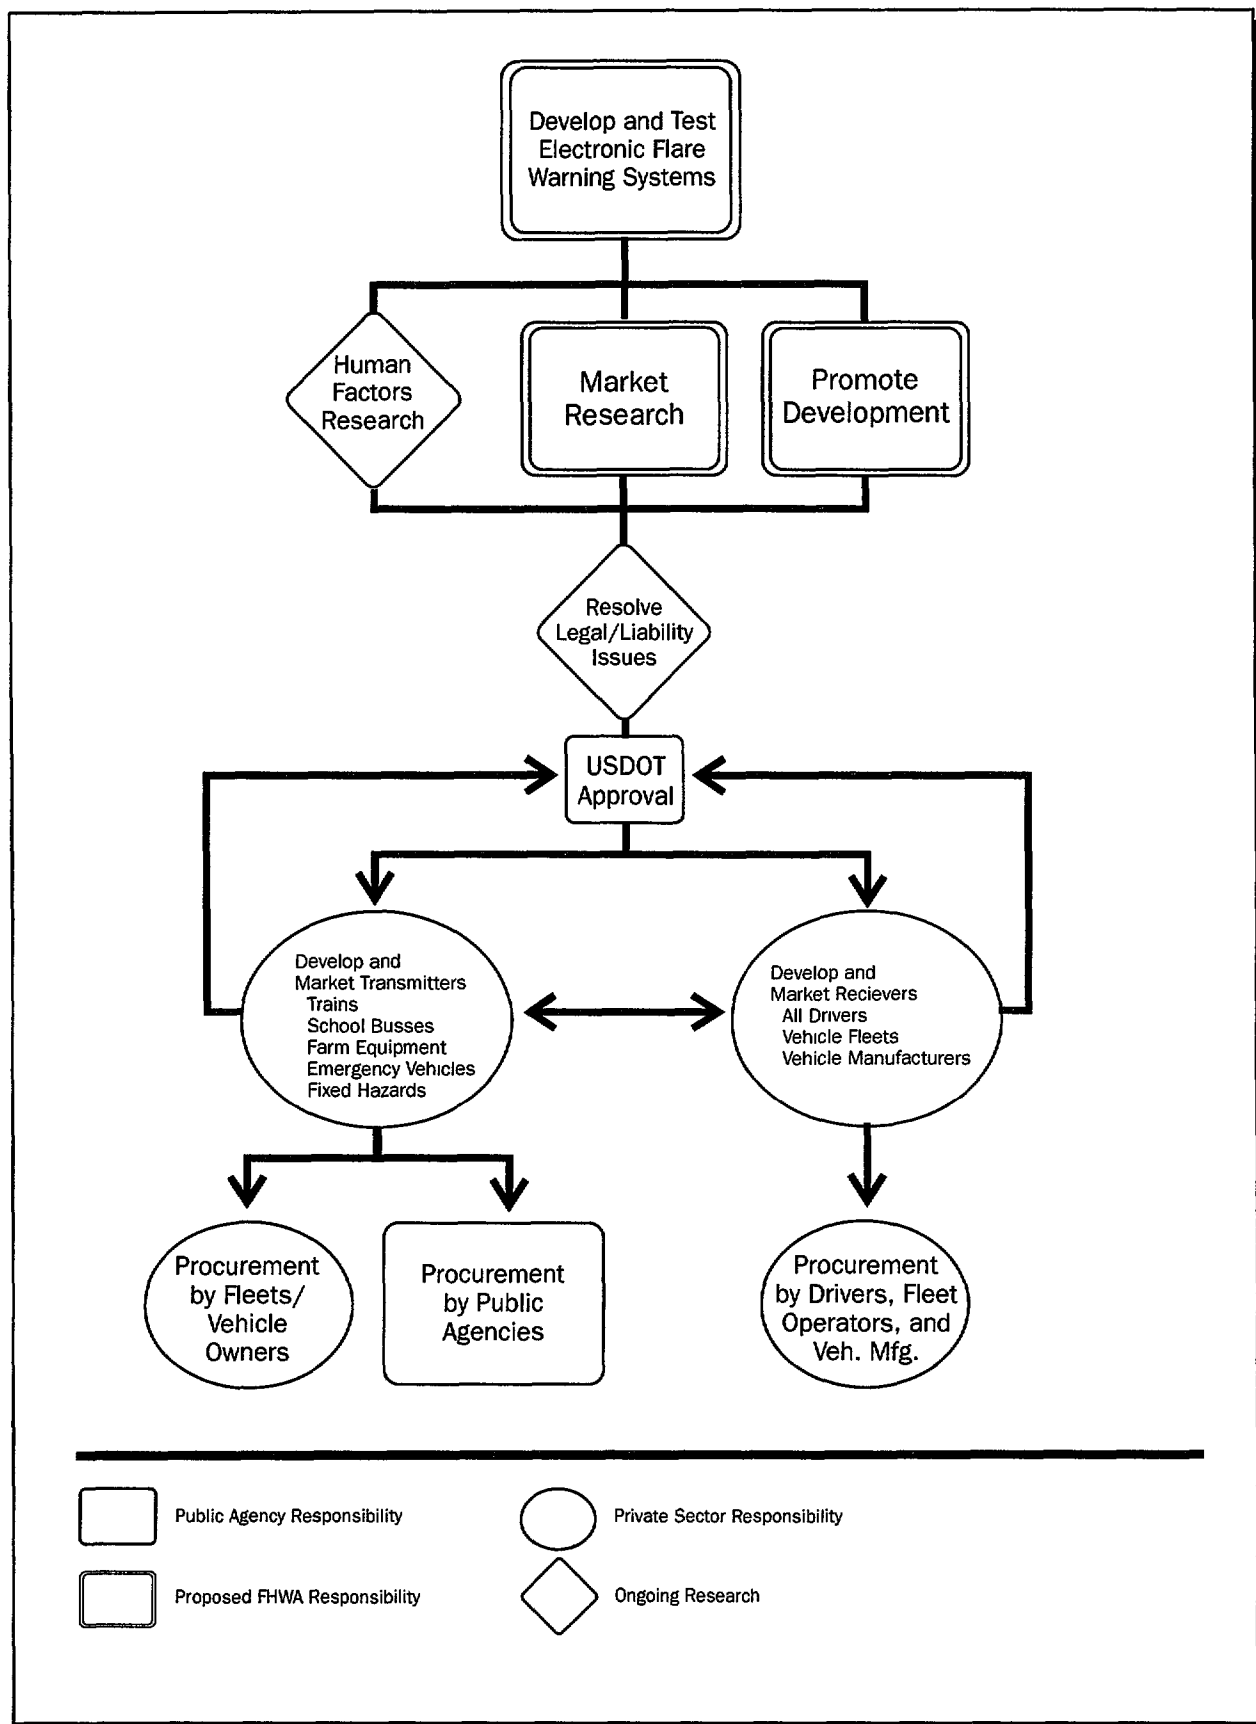 Develop and Test
Electronic Flare
Warning Systems
Human
Factors
Research
Market
Research
Promote
Development
Resolve
Legal/Liability
Issues
USDOT
Approval
Develop and
Market Transmitters
Trains
School Busses
Farm Equipment
Emergency Vehicles
Fixed Hazards
Develop and
Market Recievers
All Drivers
Vehicle Fleets
Vehicle Manufacturers
Procurement
by Fleets/
Vehicle
Owners
Procurement
by Public
Agencies
Procurement
by Drivers, Fleet
Operators, and
Veh. Mfg.
Public Agency Responsibility
Private Sector Responsibility
Proposed FHWA Responsibility
Ongoing Research